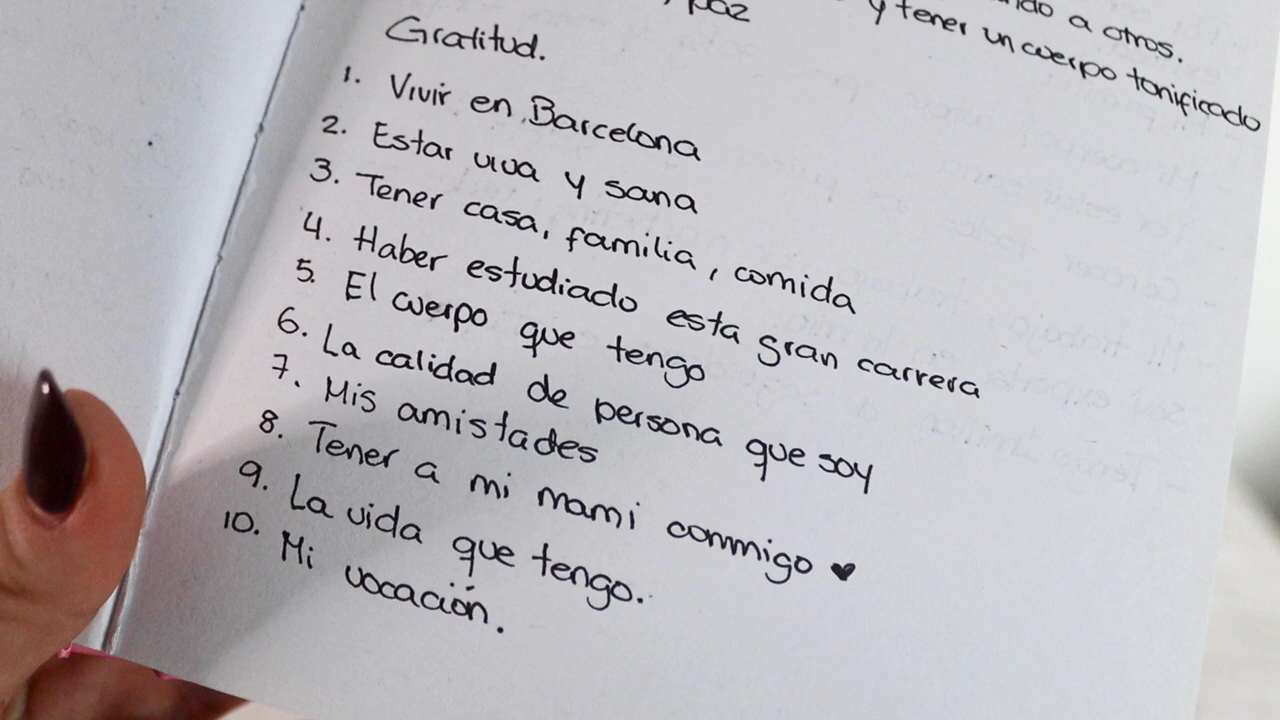 paz
a otros.
y tener un cuerpo tonificado
Gratitud.
1. Vivir en Barcelona
2. Estar viva y sana
3. Tener casa, familia, comida
4. Haber estudiado esta gran carrera
5. El cuerpo que tengo
6. La calidad de persona que soy
7. Mis amistades
8. Tener a mi mami conmigo ♥
9. La vida que tengo.
10. Mi vocación.